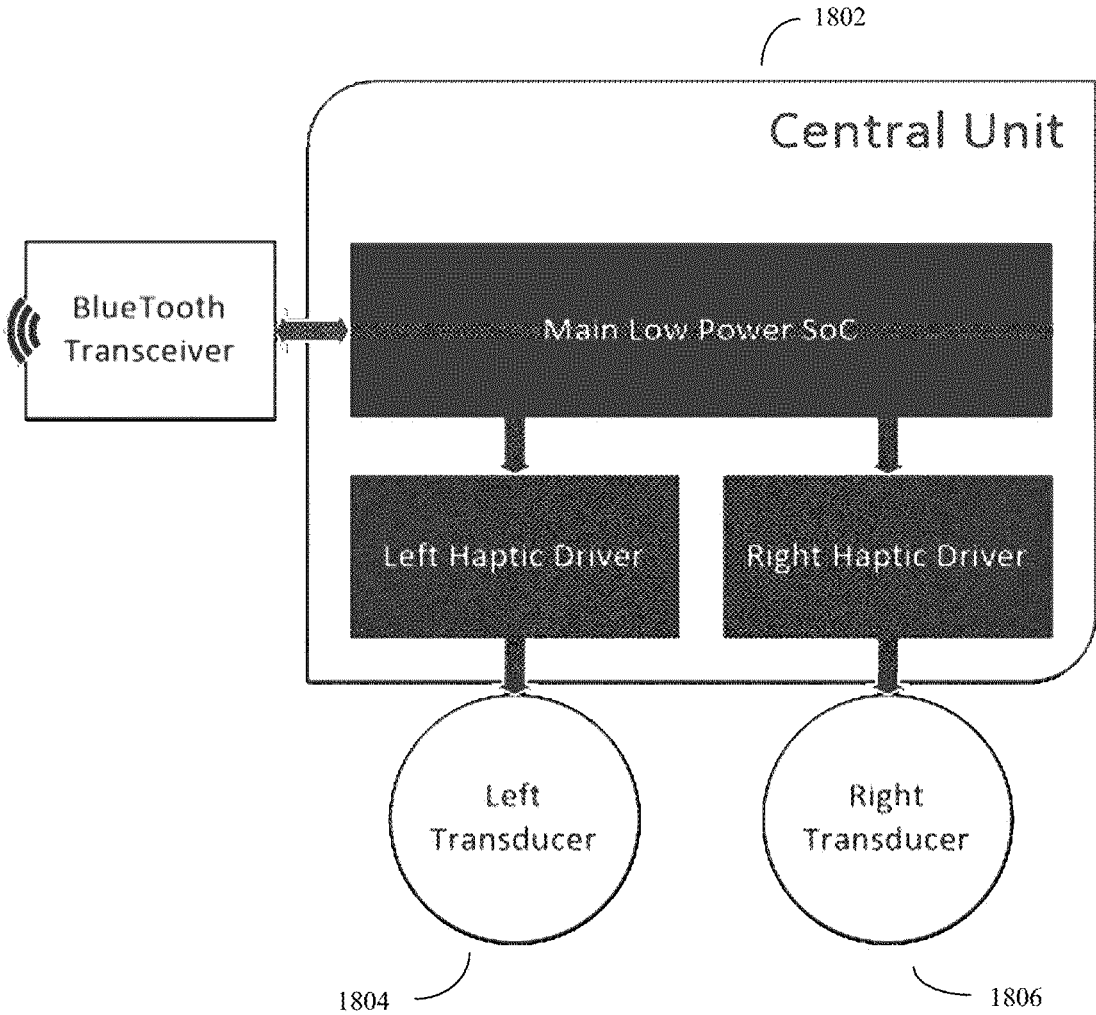 1802
Central Unit
BlueTooth
Transceiver
Main Low Power SoC
Left Haptic Driver
Right Haptic Driver
Left
Transducer
Right
Transducer
1804
1806